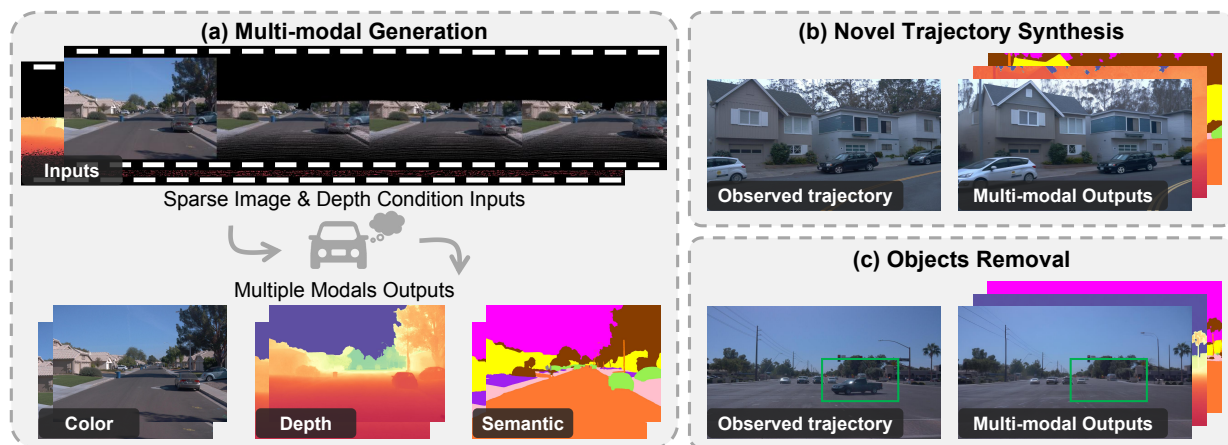 (a) Multi-modal Generation
Inputs
Sparse Image & Depth Condition Inputs
Multiple Modals Outputs
Color
Depth
Semantic
(b) Novel Trajectory Synthesis
Observed trajectory
Multi-modal Outputs
(c) Objects Removal
Observed trajectory
Multi-modal Outputs